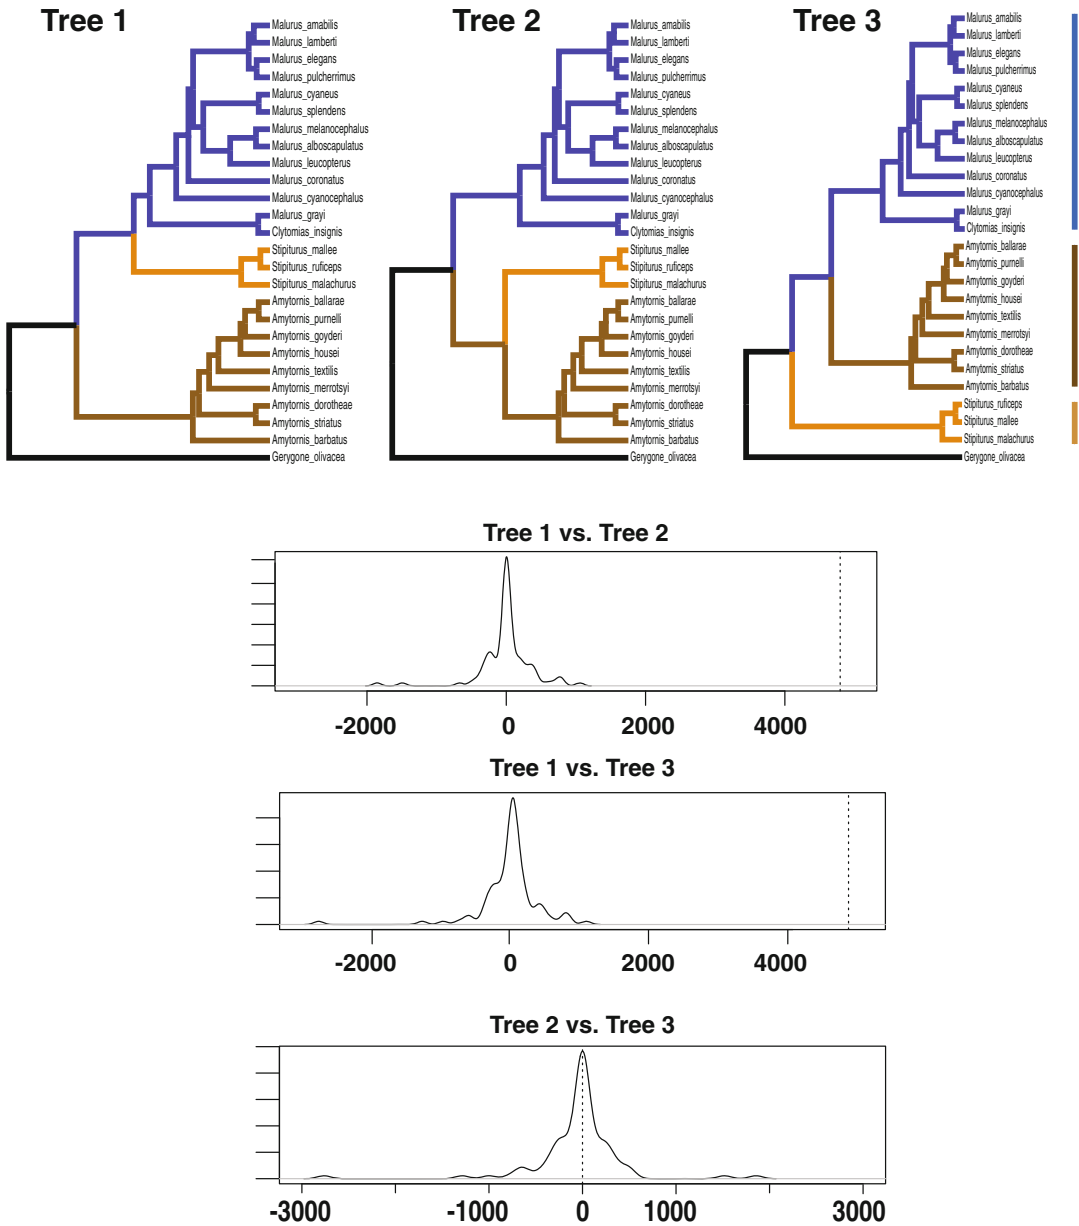 Tree 1
Malurus_amabilis
Malurus_lamberti
Malurus_elegans
Malurus_pulcherrimus
Malurus_cyaneus
Malurus_splendens
Malurus_melanocephalus
Malurus_alboscapulatus
Malurus_leucopterus
Malurus_coronatus
Malurus_cyanocephalus
Malurus_grayi
Clytomias_insignis
Stipiturus_mallee
Stipiturus_ruficeps
Stipiturus_malachurus
Amytornis_ballarae
Amytornis_purnelli
Amytornis_goyderi
Amytornis_housei
Amytornis_textilis
Amytornis_merrotsyi
Amytornis_dorotheae
Amytornis_striatus
Amytornis_barbatus
Gerygone_olivacea
Tree 2
Malurus_amabilis
Malurus_lamberti
Malurus_elegans
Malurus_pulcherrimus
Malurus_cyaneus
Malurus_splendens
Malurus_melanocephalus
Malurus_alboscapulatus
Malurus_leucopterus
Malurus_coronatus
Malurus_cyanocephalus
Malurus_grayi
Clytomias_insignis
Stipiturus_mallee
Stipiturus_ruficeps
Stipiturus_malachurus
Amytornis_ballarae
Amytornis_purnelli
Amytornis_goyderi
Amytornis_housei
Amytornis_textilis
Amytornis_merrotsyi
Amytornis_dorotheae
Amytornis_striatus
Amytornis_barbatus
Gerygone_olivacea
Tree 3
Malurus_amabilis
Malurus_lamberti
Malurus_elegans
Malurus_pulcherrimus
Malurus_cyaneus
Malurus_splendens
Malurus_melanocephalus
Malurus_alboscapulatus
Malurus_leucopterus
Malurus_coronatus
Malurus_cyanocephalus
Malurus_grayi
Clytomias_insignis
Amytornis_ballarae
Amytornis_purnelli
Amytornis_goyderi
Amytornis_housei
Amytornis_textilis
Amytornis_merrotsyi
Amytornis_dorotheae
Amytornis_striatus
Amytornis_barbatus
Stipiturus_ruficeps
Stipiturus_mallee
Stipiturus_malachurus
Gerygone_olivacea
Tree 1 vs. Tree 2
-2000 0 2000 4000
Tree 1 vs. Tree 3
-2000 0 2000 4000
Tree 2 vs. Tree 3
-3000 -1000 0 1000 3000